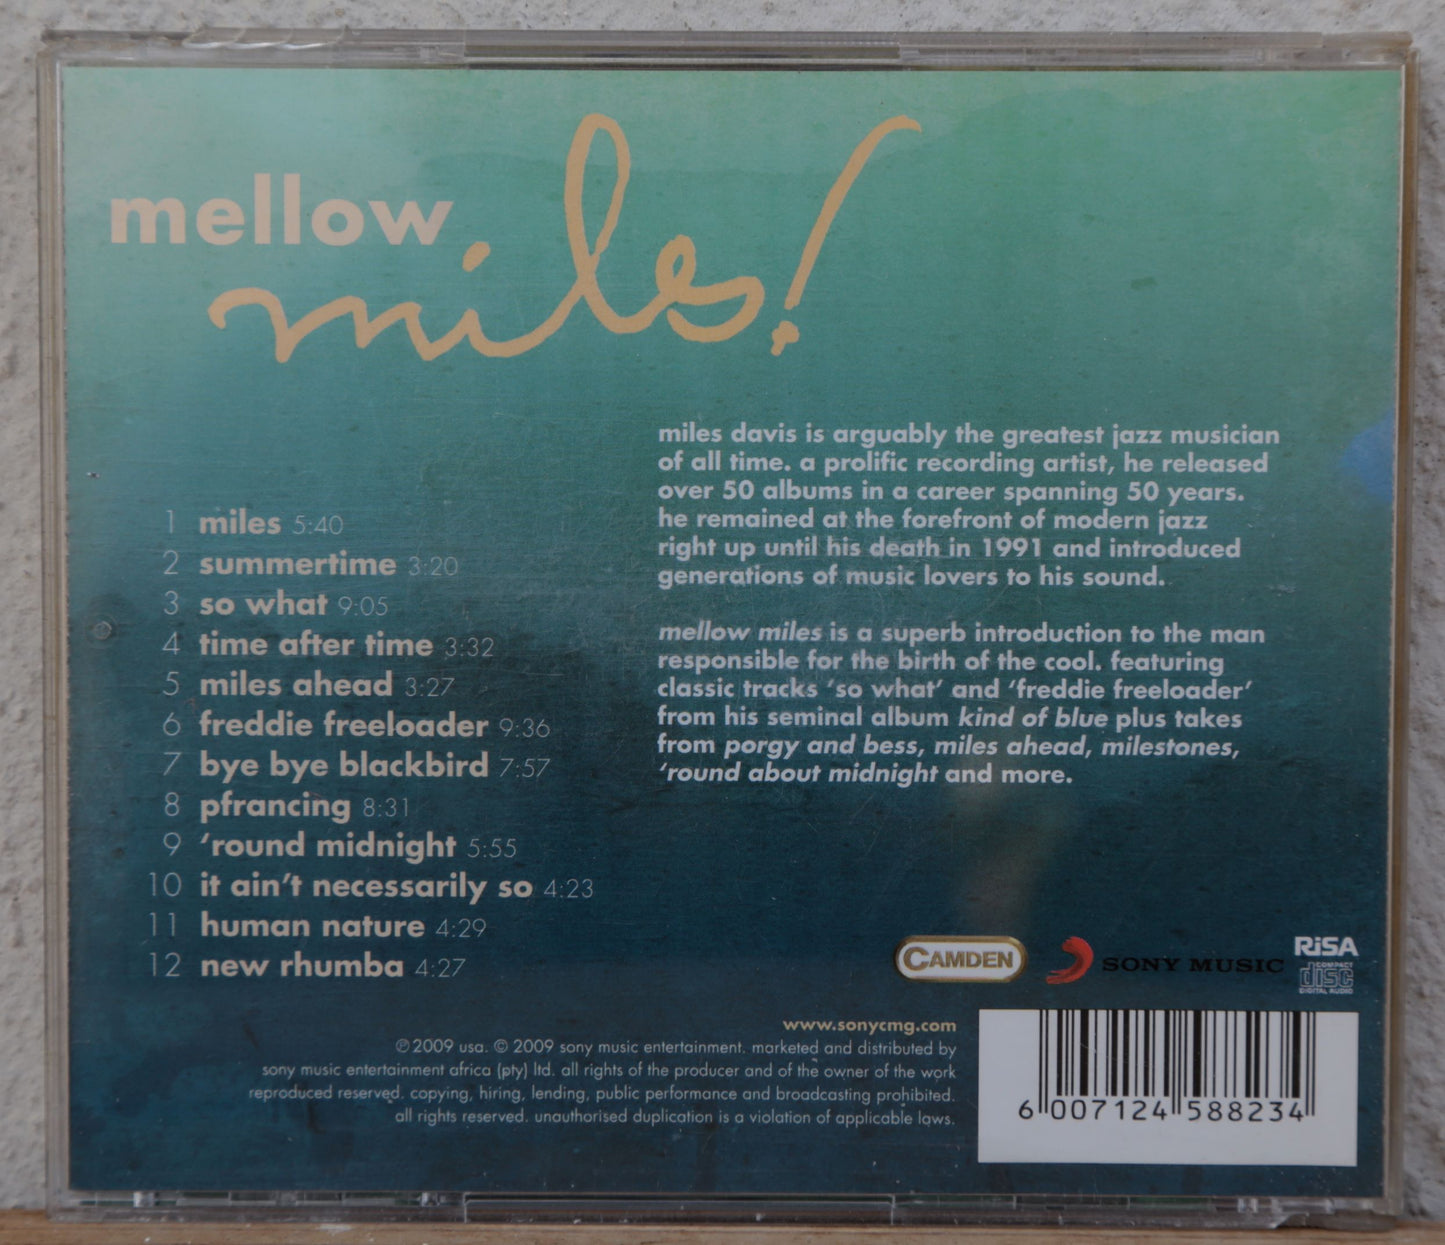 mellow
miles!
1 miles 5:40
2 summertime 3:20
3 so what 9:05
4 time after time 3:32
5 miles ahead 3:27
6 freddie freeloader 9:36
7 bye bye blackbird 7:57
8 pfrancing 8:31
9 ‘round midnight 5:55
10 it ain’t necessarily so 4:23
11 human nature 4:29
12 new rhumba 4:27
miles davis is arguably the greatest jazz musician
of all time. a prolific recording artist, he released
over 50 albums in a career spanning 50 years.
he remained at the forefront of modern jazz
right up until his death in 1991 and introduced
generations of music lovers to his sound.
mellow miles is a superb introduction to the man
responsible for the birth of the cool. featuring
classic tracks ‘so what’ and ‘freddie freeloader’
from his seminal album kind of blue plus takes
from porgy and bess, miles ahead, milestones,
‘round about midnight and more.
CAMDEN
SONY MUSIC
RiSA
COMPACT
disc
DIGITAL AUDIO
www.sonycmg.com
℗ 2009 usa. © 2009 sony music entertainment. marketed and distributed by
sony music entertainment africa (pty) ltd. all rights of the producer and of the owner of the work
reproduced reserved. copying, hiring, lending, public performance and broadcasting prohibited.
all rights reserved. unauthorised duplication is a violation of applicable laws.
6 007124 588234